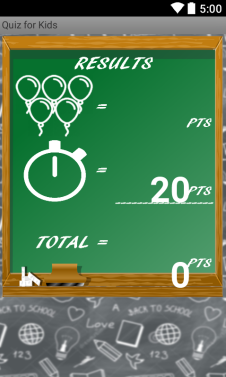 5:00
Quiz for Kids
RESULTS
=
PTS
=
20 PTS
TOTAL =
0 PTS
BACK TO SCHOOL
A
BACK TO SCHOOL
Love
123
123